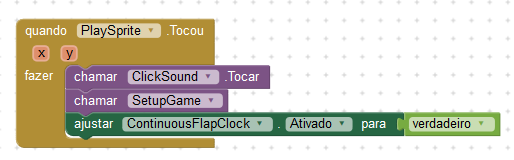 quando PlaySprite .Tocou
x y
fazer chamar ClickSound .Tocar
chamar SetupGame
ajustar ContinuousFlapClock . Ativado para verdadeiro